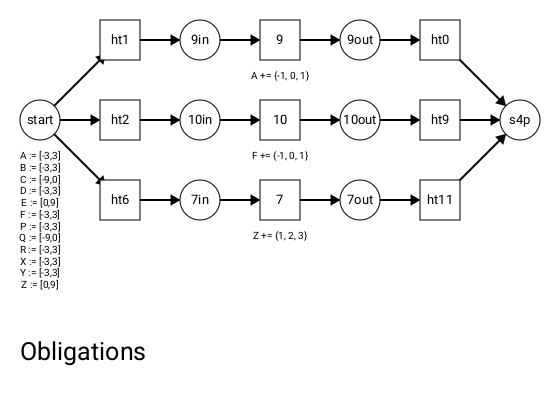 ht1 9in 9 9out ht0
A += {-1, 0, 1}
start ht2 10in 10 10out ht9 s4p
F += {-1, 0, 1}
A := [-3,3]
B := [-3,3]
C := [-9,0]
D := [-3,3]
E := [0,9]
F := [-3,3]
P := [-3,3]
Q := [-9,0]
R := [-3,3]
X := [-3,3]
Y := [-3,3]
Z := [0,9]
ht6 7in 7 7out ht11
Z += {1, 2, 3}
Obligations